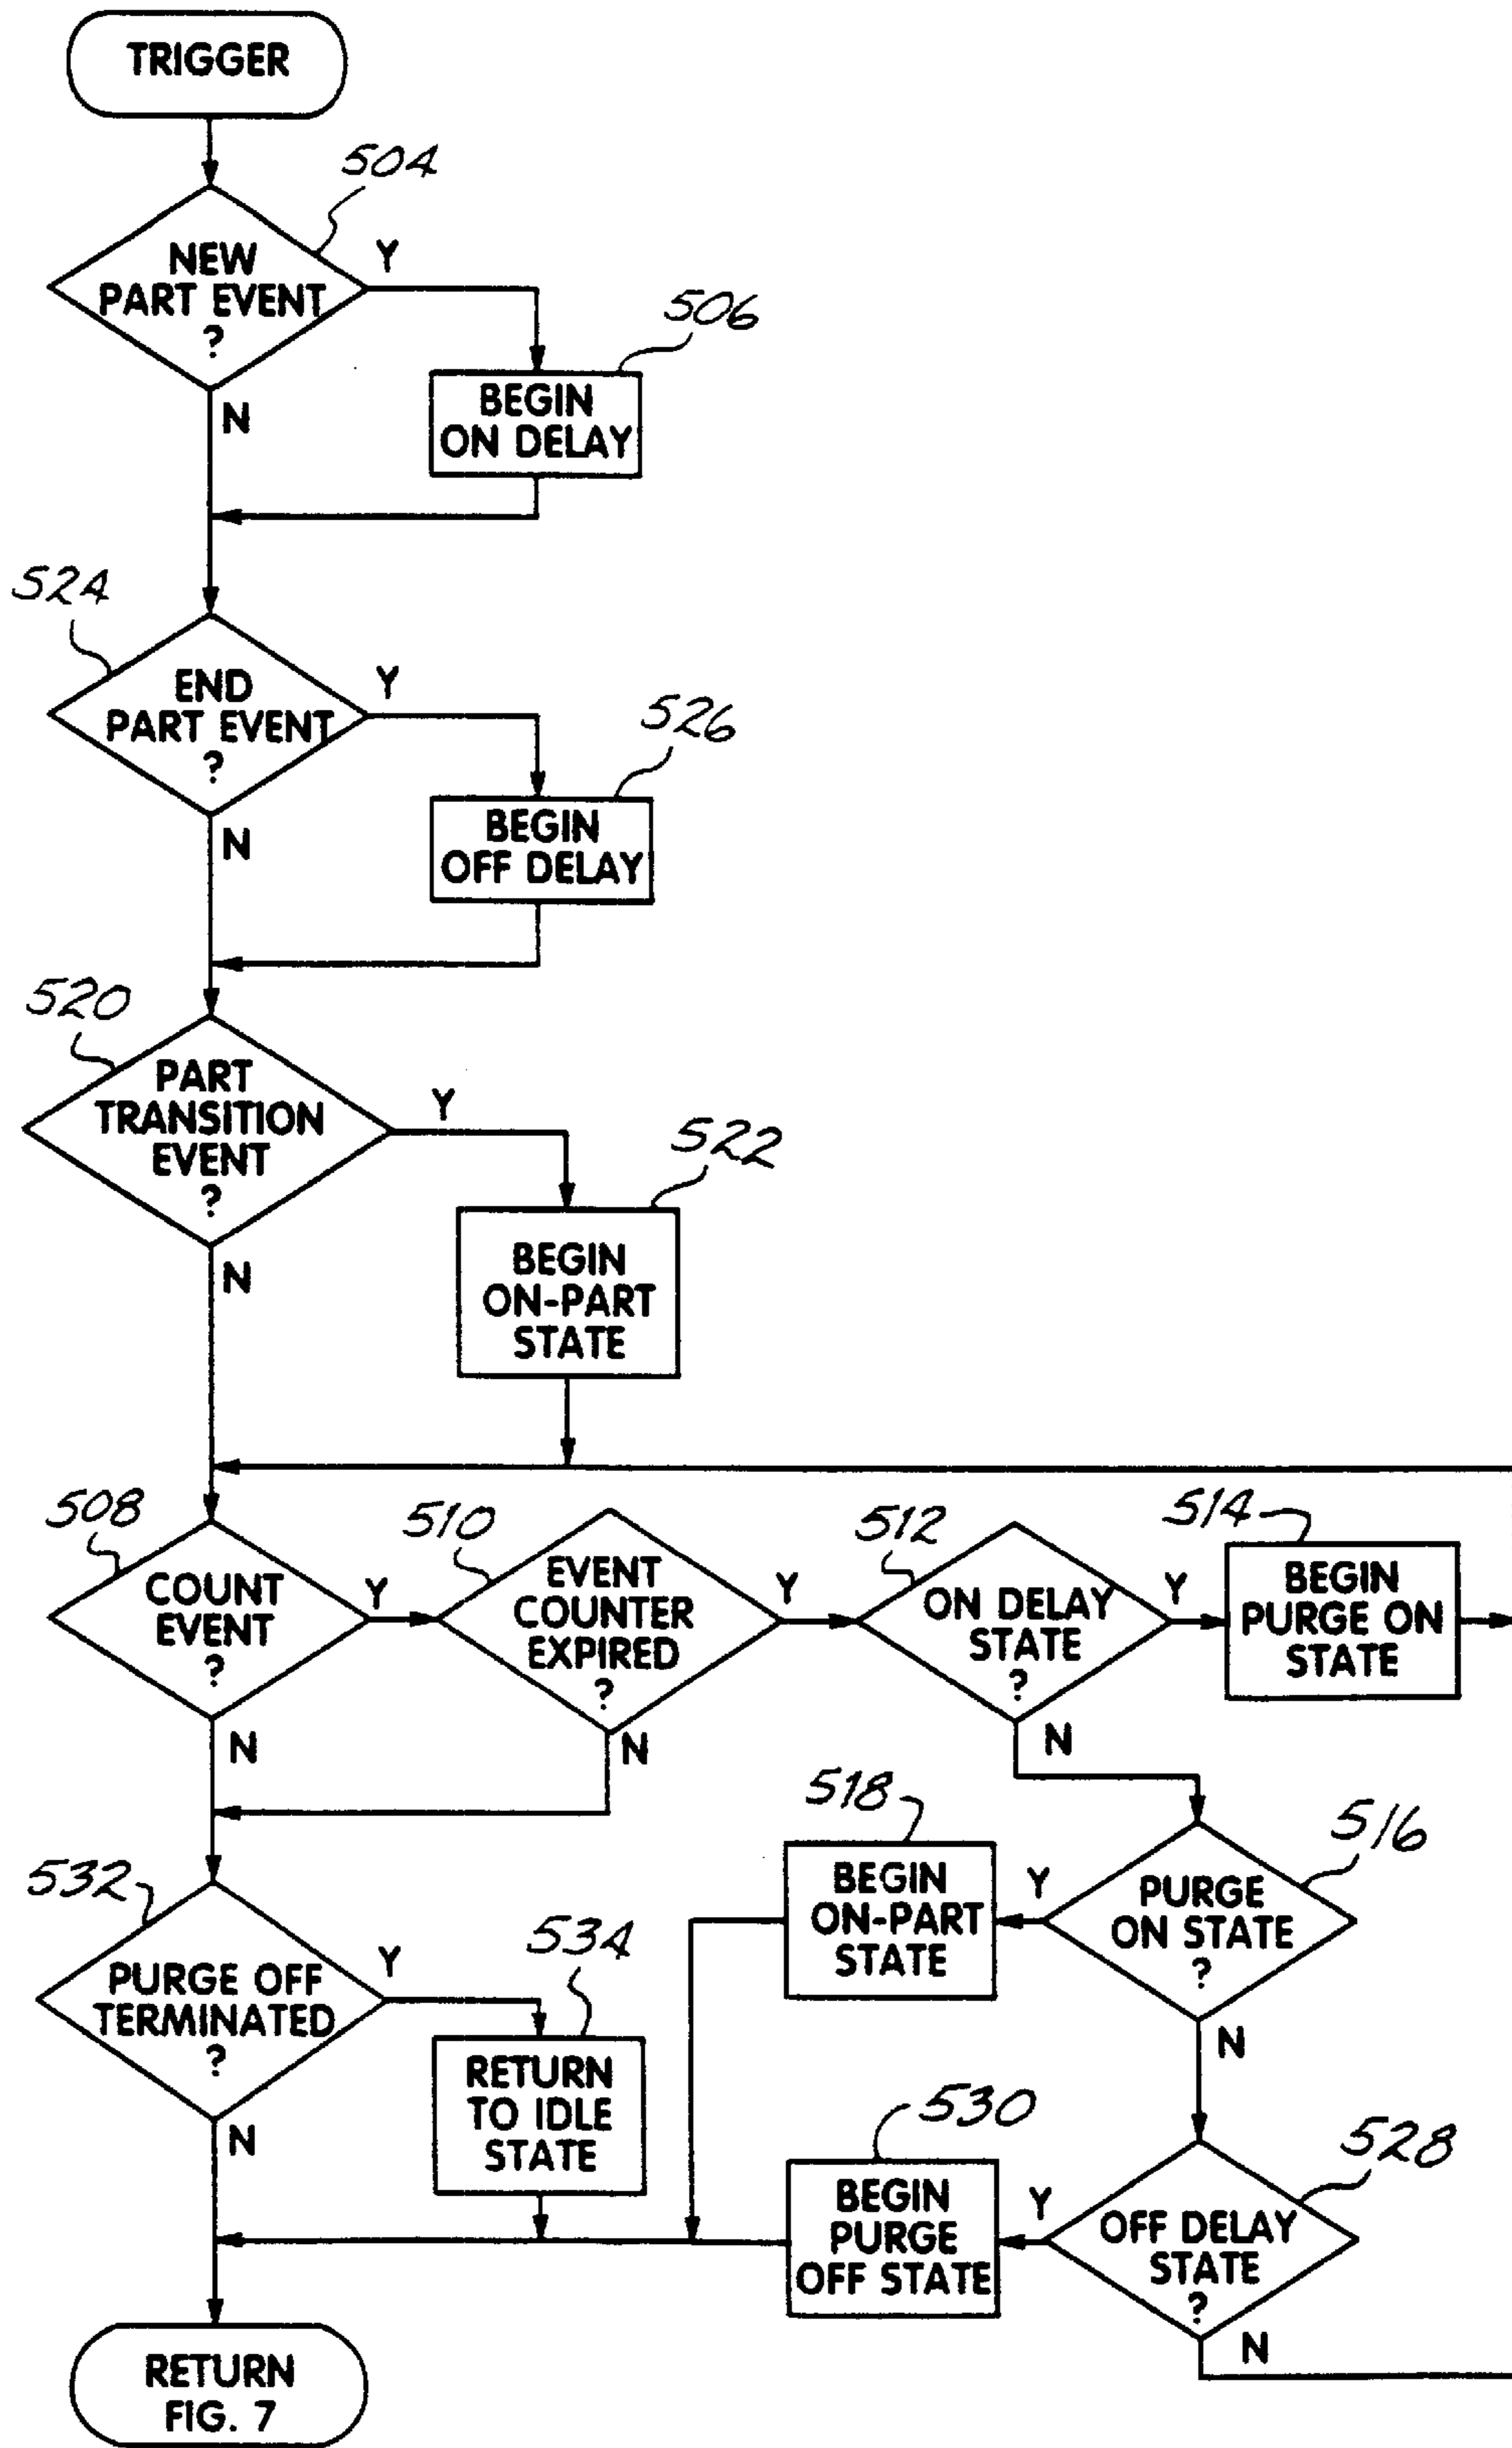 TRIGGER
504
NEW
PART EVENT
?
Y
N
506
BEGIN
ON DELAY
524
END
PART EVENT
?
Y
N
526
BEGIN
OFF DELAY
520
PART
TRANSITION
EVENT
?
Y
N
522
BEGIN
ON-PART
STATE
508
COUNT
EVENT
?
Y
N
510
EVENT
COUNTER
EXPIRED
?
Y
N
512
ON DELAY
STATE
?
Y
N
514
BEGIN
PURGE ON
STATE
516
PURGE
ON STATE
?
Y
N
518
BEGIN
ON-PART
STATE
532
PURGE OFF
TERMINATED
?
Y
N
534
RETURN
TO IDLE
STATE
528
OFF DELAY
STATE
?
Y
N
530
BEGIN
PURGE
OFF STATE
RETURN
FIG. 7